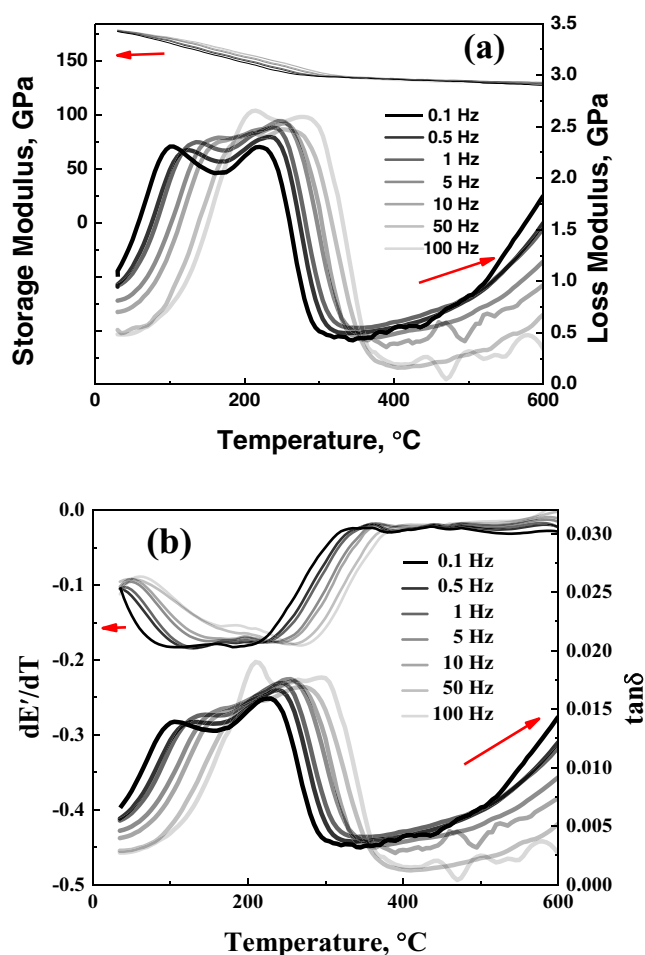 (a)
Storage Modulus, GPa
150
100
50
0
3.5
3.0
2.5
2.0
1.5
1.0
0.5
0.0
Loss Modulus, GPa
0.1 Hz
0.5 Hz
1 Hz
5 Hz
10 Hz
50 Hz
100 Hz
0 200 400 600
Temperature, °C
(b)
dE′/dT
0.0
-0.1
-0.2
-0.3
-0.4
-0.5
0.030
0.025
0.020
0.015
0.010
0.005
0.000
tanδ
0.1 Hz
0.5 Hz
1 Hz
5 Hz
10 Hz
50 Hz
100 Hz
0 200 400 600
Temperature, °C